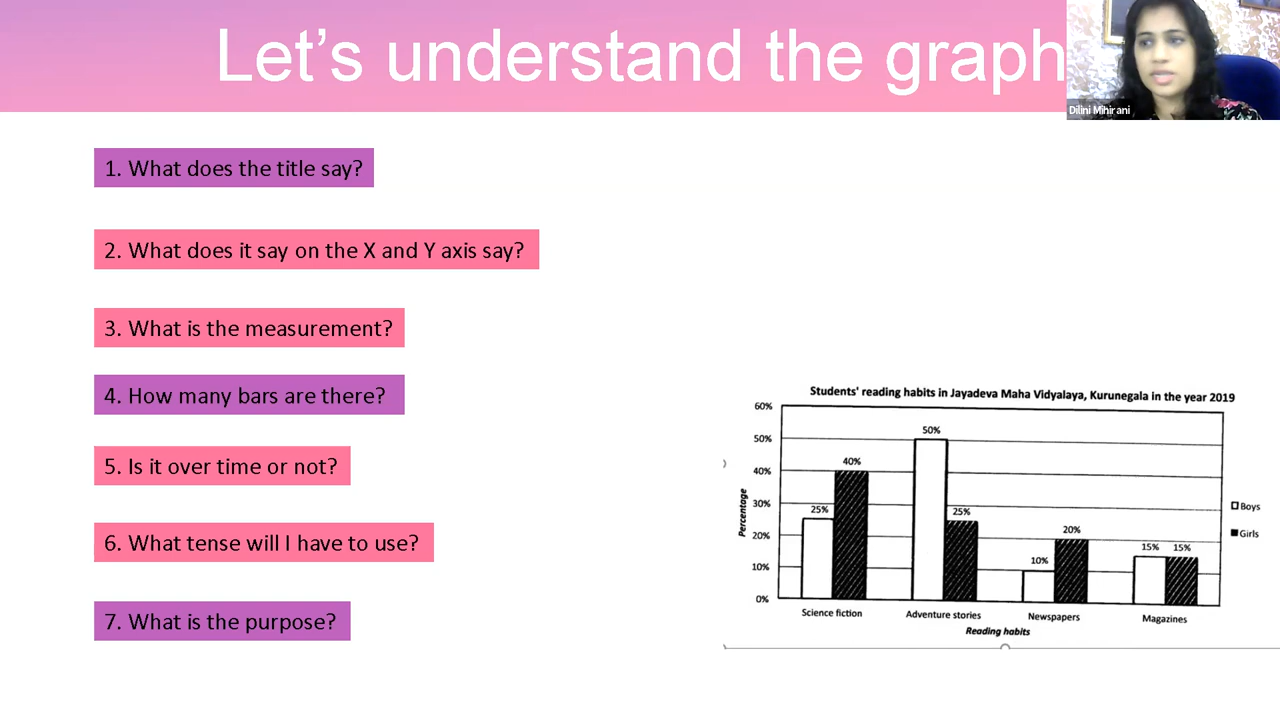 Let's understand the graph
Dilini Mihirani
1. What does the title say?
2. What does it say on the X and Y axis say?
3. What is the measurement?
4. How many bars are there?
5. Is it over time or not?
6. What tense will I have to use?
7. What is the purpose?
Students' reading habits in Jayadeva Maha Vidyalaya, Kurunegala in the year 2019
60%
50%
40%
30%
20%
10%
0%
Percentage
25%
40%
50%
25%
10%
20%
15%
15%
Boys
Girls
Science fiction
Adventure stories
Newspapers
Magazines
Reading habits